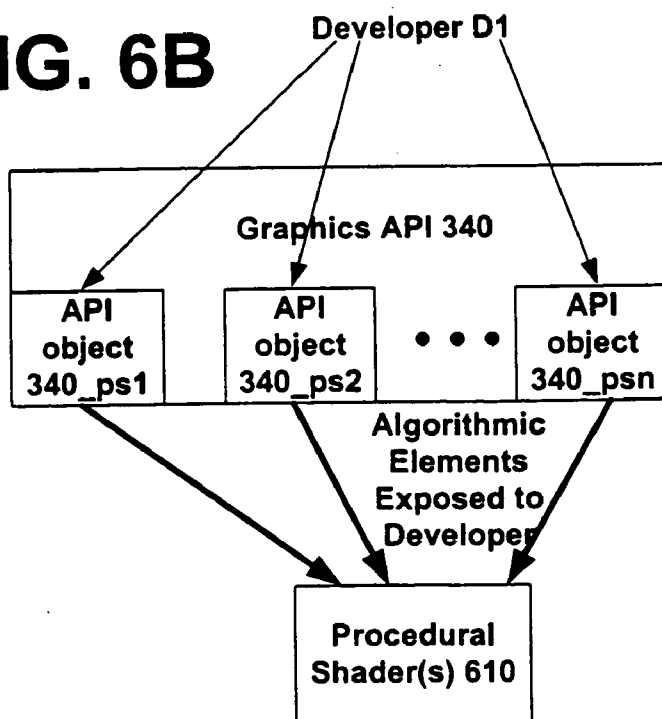 IG. 6B
Developer D1
Graphics API 340
API
object
340_ps1
API
object
340_ps2
• • •
API
object
340_psn
Algorithmic
Elements
Exposed to
Developer
Procedural
Shader(s) 610